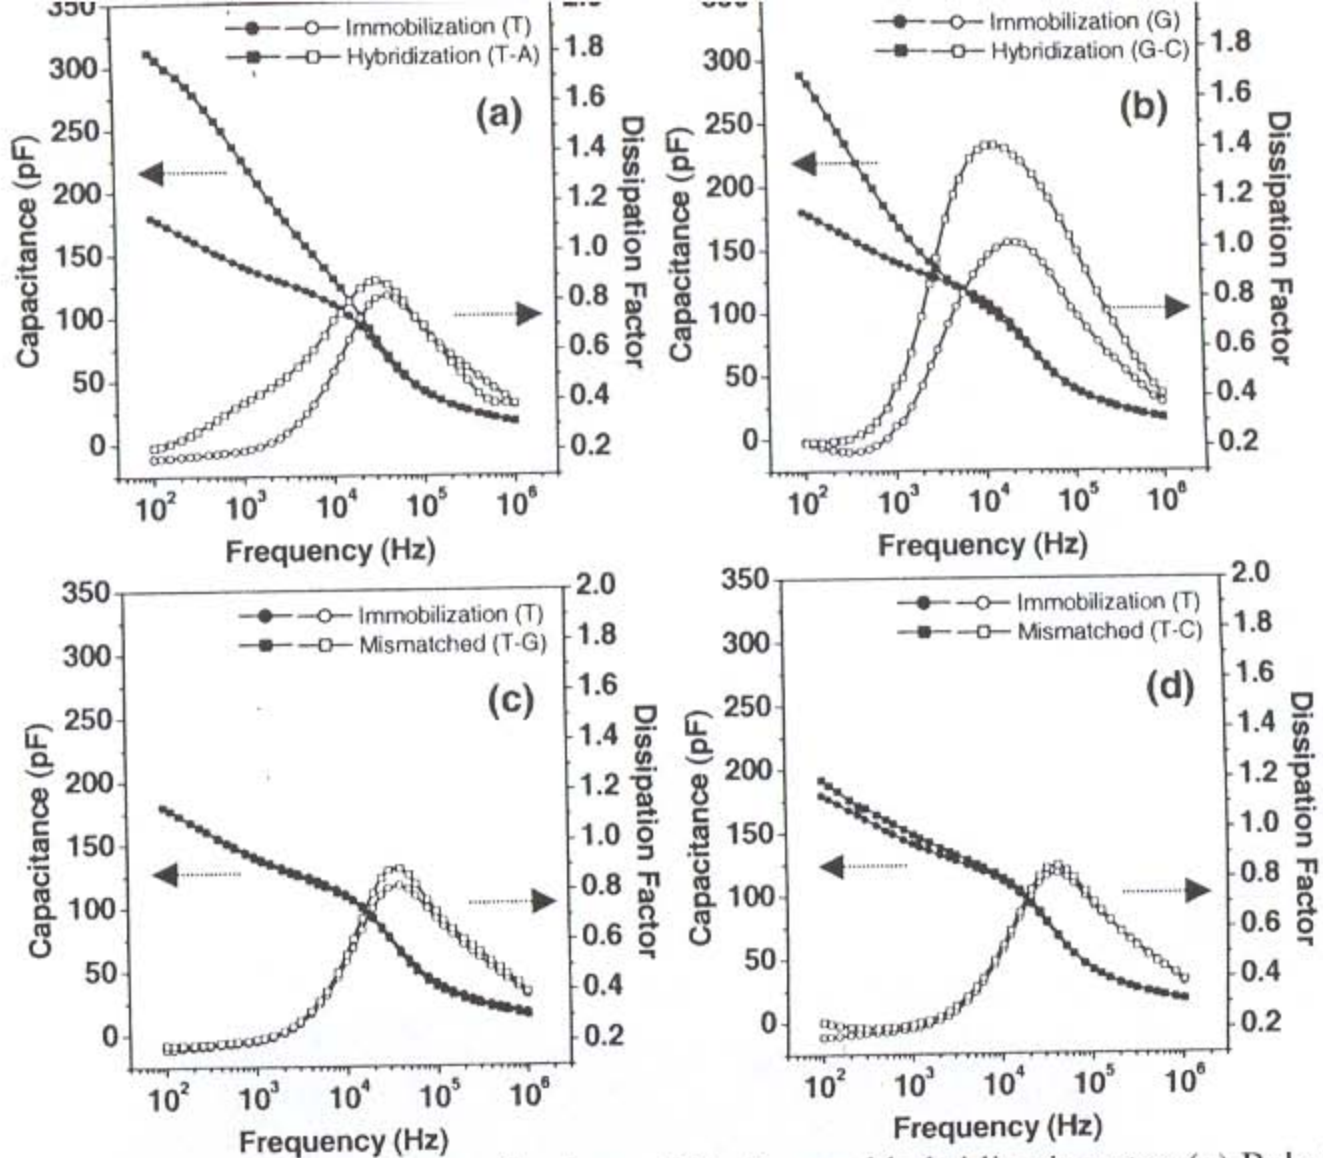 350
300
250
200
150
100
50
0
Capacitance (pF)
Immobilization (T)
Hybridization (T-A)
(a)
1.8
1.6
1.4
1.2
1.0
0.8
0.6
0.4
0.2
Dissipation Factor
10² 10³ 10⁴ 10⁵ 10⁶
Frequency (Hz)
300
250
200
150
100
50
0
Capacitance (pF)
Immobilization (G)
Hybridization (G-C)
(b)
1.8
1.6
1.4
1.2
1.0
0.8
0.6
0.4
0.2
Dissipation Factor
10² 10³ 10⁴ 10⁵ 10⁶
Frequency (Hz)
350
300
250
200
150
100
50
0
Capacitance (pF)
Immobilization (T)
Mismatched (T-G)
(c)
2.0
1.8
1.6
1.4
1.2
1.0
0.8
0.6
0.4
0.2
Dissipation Factor
10² 10³ 10⁴ 10⁵ 10⁶
Frequency (Hz)
350
300
250
200
150
100
50
0
Capacitance (pF)
Immobilization (T)
Mismatched (T-C)
(d)
2.0
1.8
1.6
1.4
1.2
1.0
0.8
0.6
0.4
0.2
Dissipation Factor
10² 10³ 10⁴ 10⁵ 10⁶
Frequency (Hz)